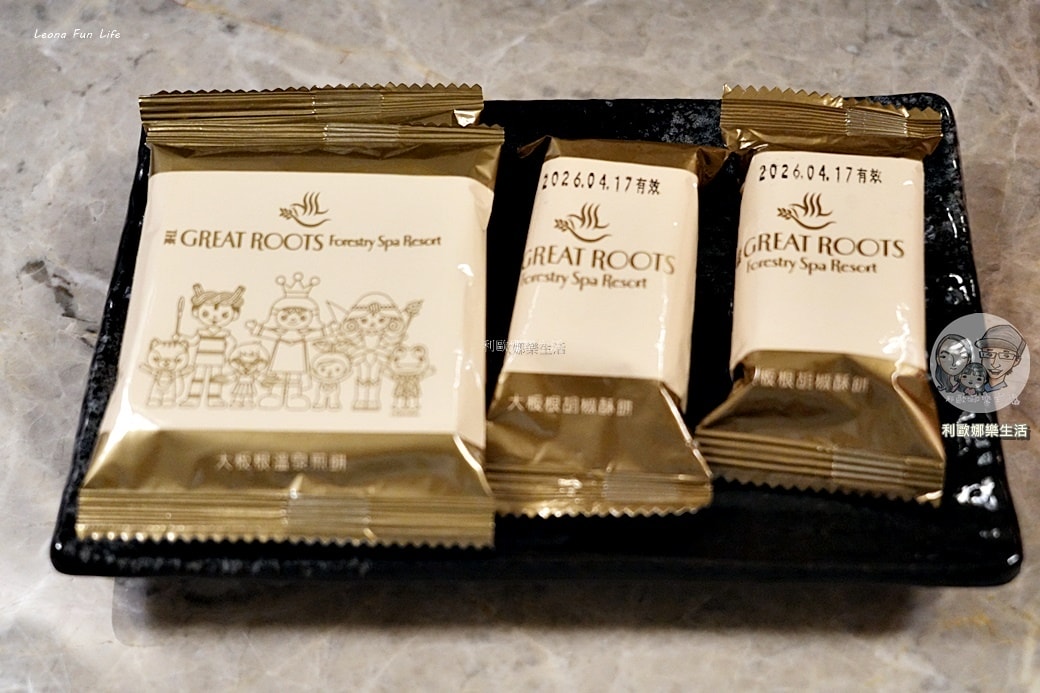 Leona Fun Life
GREAT ROOTS Forestry Spa Resort
大板根溫泉煎餅
2026.04.17有效
GREAT ROOTS
Forestry Spa Resort
大板根胡椒酥餅
2026.04.17有效
GREAT ROOTS
Forestry Spa Resort
板根胡椒酥餅
利歐娜樂生活
利歐娜樂生活